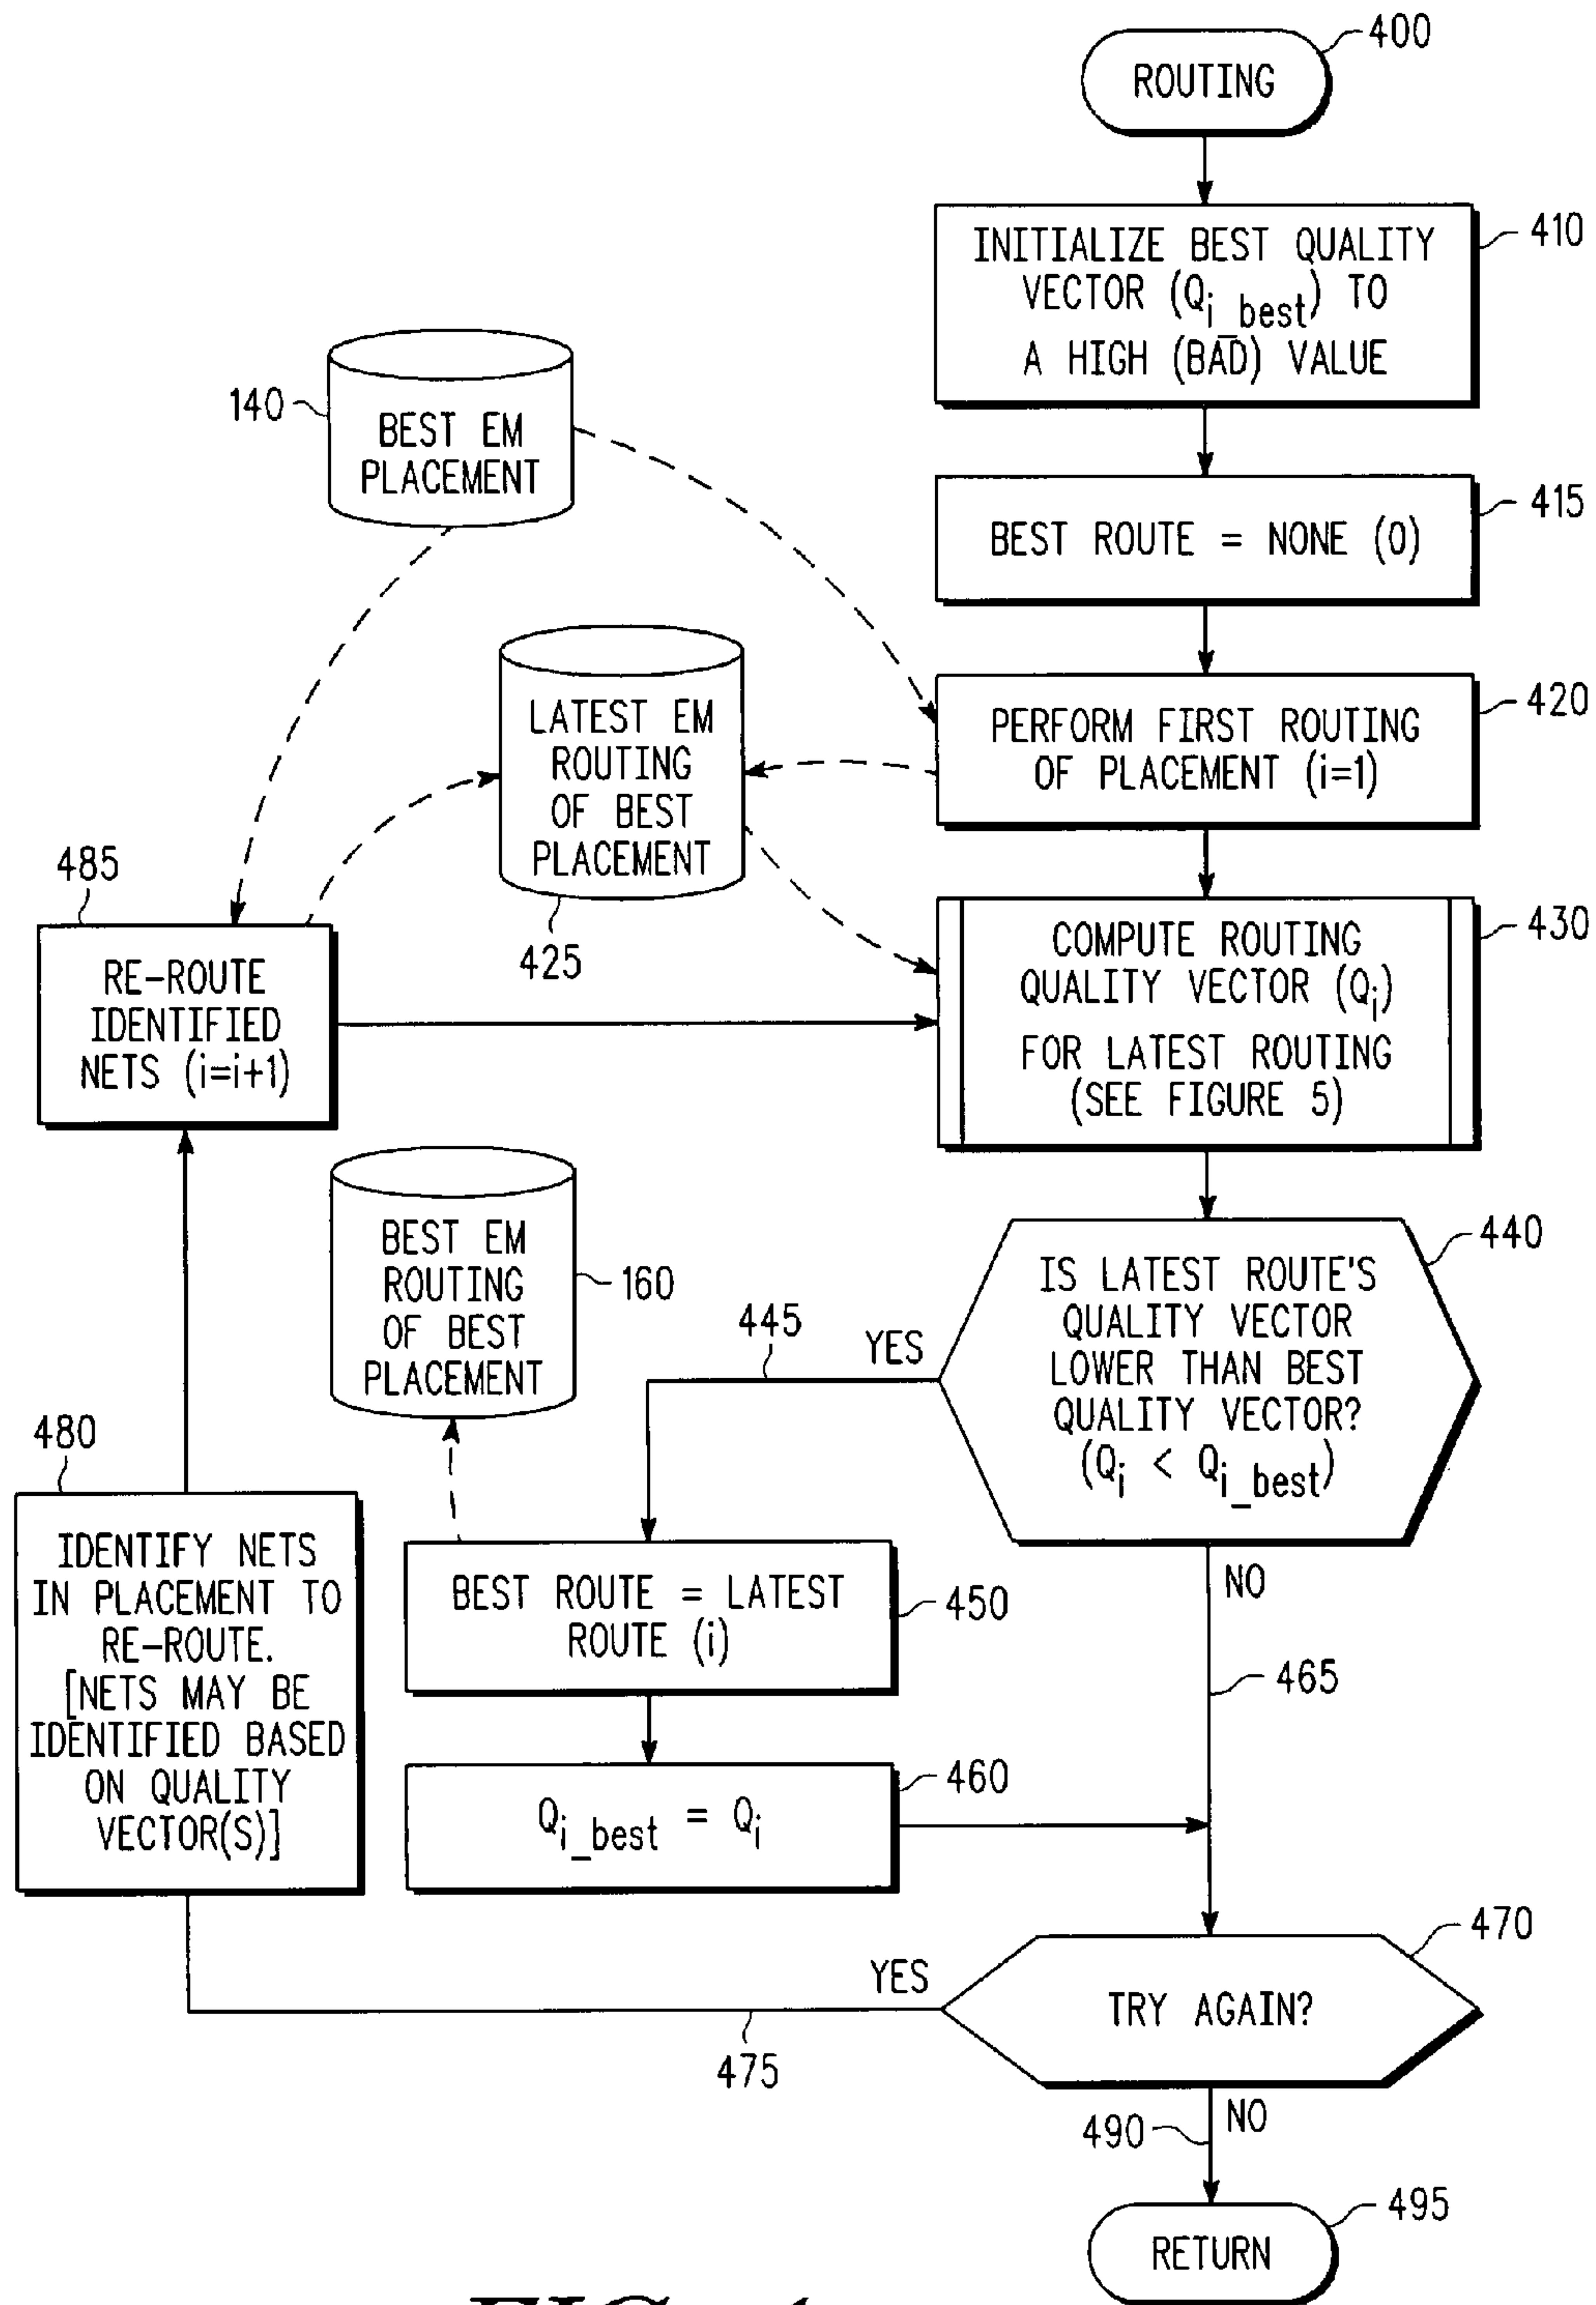 400
ROUTING
410
INITIALIZE BEST QUALITY
VECTOR (Qi_best) TO
A HIGH (BAD) VALUE
140
BEST EM
PLACEMENT
415
BEST ROUTE = NONE (0)
420
PERFORM FIRST ROUTING
OF PLACEMENT (i=1)
LATEST EM
ROUTING
OF BEST
PLACEMENT
425
485
RE-ROUTE
IDENTIFIED
NETS (i=i+1)
430
COMPUTE ROUTING
QUALITY VECTOR (Qi)
FOR LATEST ROUTING
(SEE FIGURE 5)
BEST EM
ROUTING
OF BEST
PLACEMENT
160
440
IS LATEST ROUTE'S
QUALITY VECTOR
LOWER THAN BEST
QUALITY VECTOR?
(Qi < Qi_best)
445
YES
NO
465
480
IDENTIFY NETS
IN PLACEMENT TO
RE-ROUTE.
[NETS MAY BE
IDENTIFIED BASED
ON QUALITY
VECTOR(S)]
BEST ROUTE = LATEST
ROUTE (i)
450
Qi_best = Qi
460
470
TRY AGAIN?
YES
475
NO
490
495
RETURN